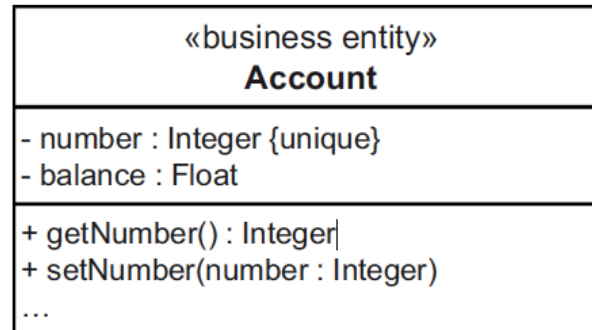 «business entity»
Account
- number : Integer {unique}
- balance : Float
+ getNumber() : Integer
+ setNumber(number : Integer)
...